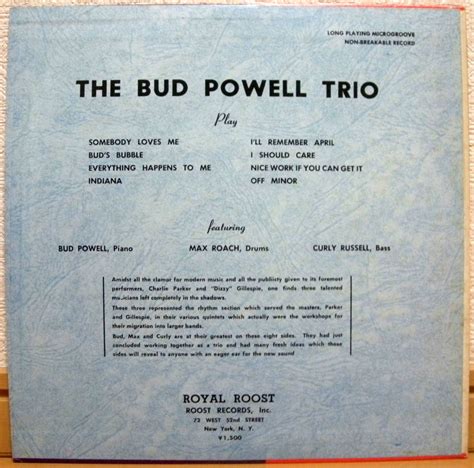 LONG PLAYING MICROGROOVE
NON-BREAKABLE RECORD
THE BUD POWELL TRIO
Play
SOMEBODY LOVES ME
BUD'S BUBBLE
EVERYTHING HAPPENS TO ME
INDIANA
I'LL REMEMBER APRIL
I SHOULD CARE
NICE WORK IF YOU CAN GET IT
OFF MINOR
featuring
BUD POWELL, Piano MAX ROACH, Drums CURLY RUSSELL, Bass
Amidst all the clamor for modern music and all the publicity given to its foremost
performers, Charlie Parker and "Dizzy" Gillespie, one finds three talented
musicians left completely in the shadows.
These three represented the rhythm section which served the masters, Parker
and Gillespie, in their various quintets which actually were the workshops for
their migration into larger bands.
Bud, Max and Curly are at their greatest on these eight sides. They had just
concluded working together as a trio and had many fresh ideas which these
sides will reveal to anyone with an eager ear for the new sound
ROYAL ROOST
ROOST RECORDS, Inc.
72 WEST 52nd STREET
New York, N. Y.
¥1,500